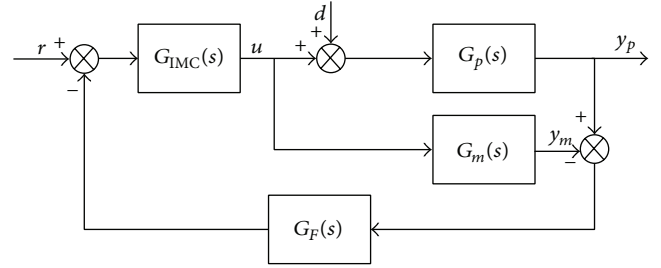 d
r + G_IMC(s) u + + G_p(s) y_p
−
+
G_m(s) y_m −
G_F(s)